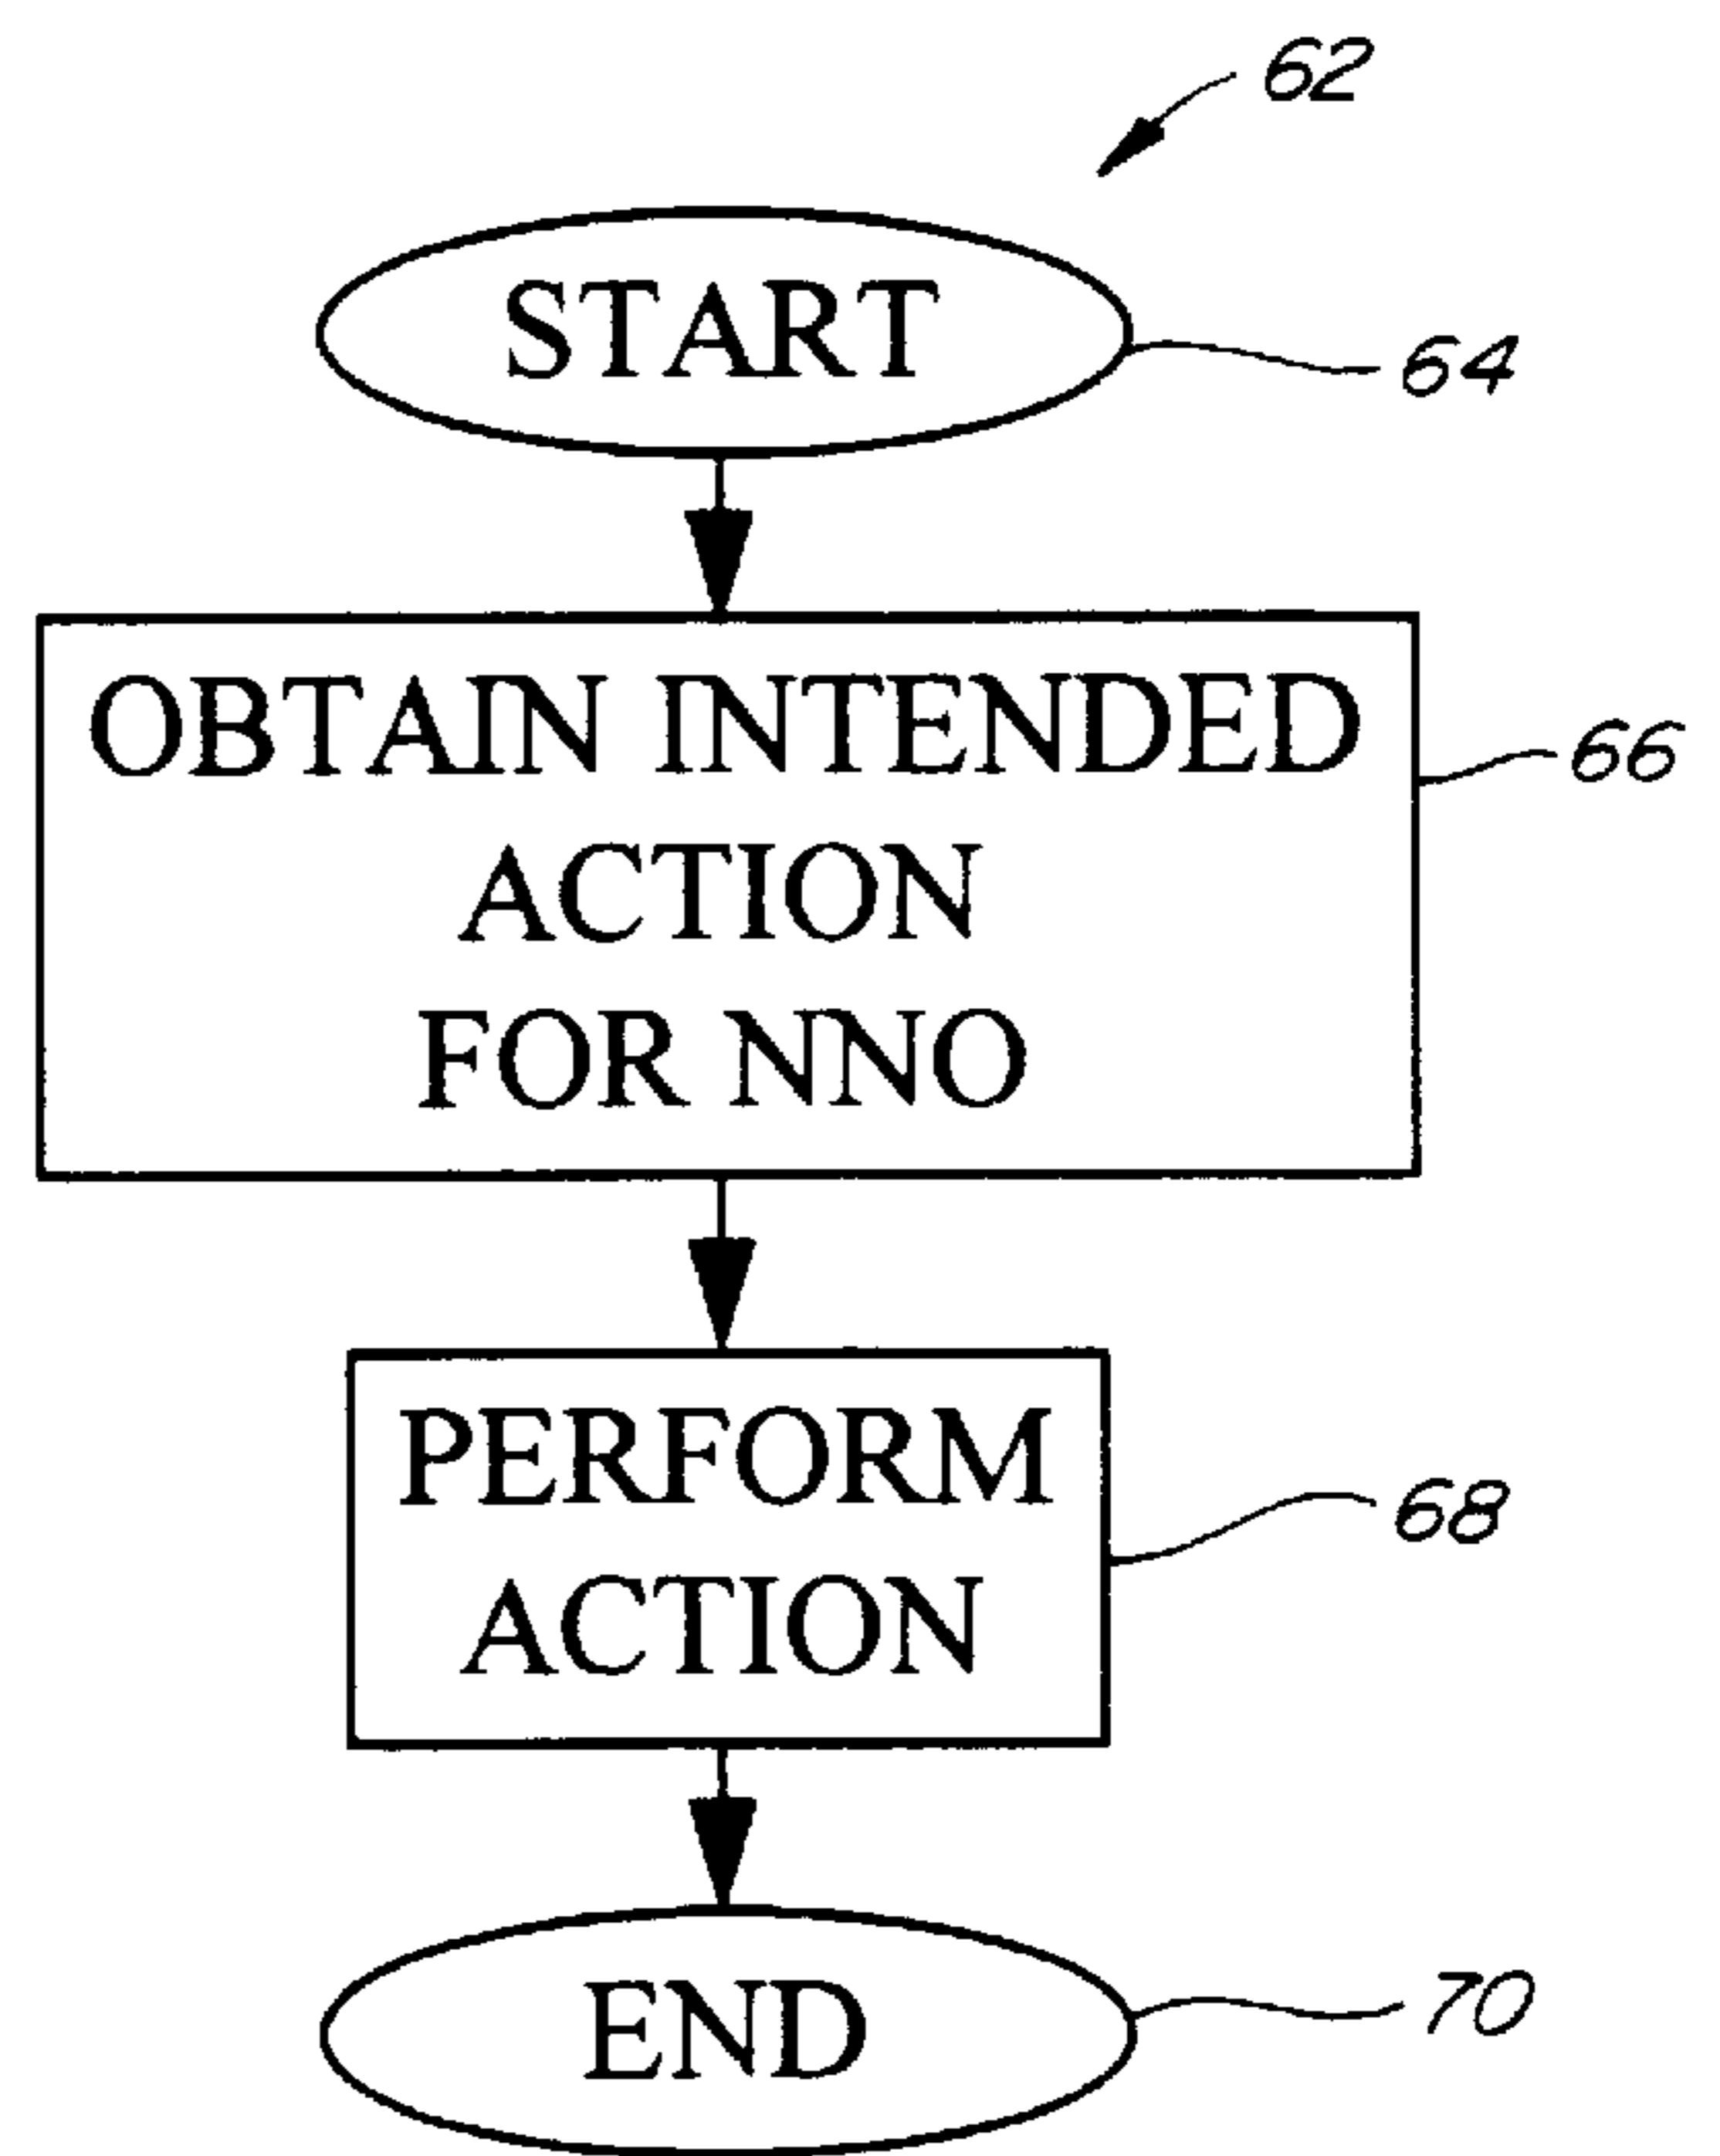 62
START
64
OBTAIN INTENDED
66
ACTION
FOR NNO
PERFORM
68
ACTION
END
70